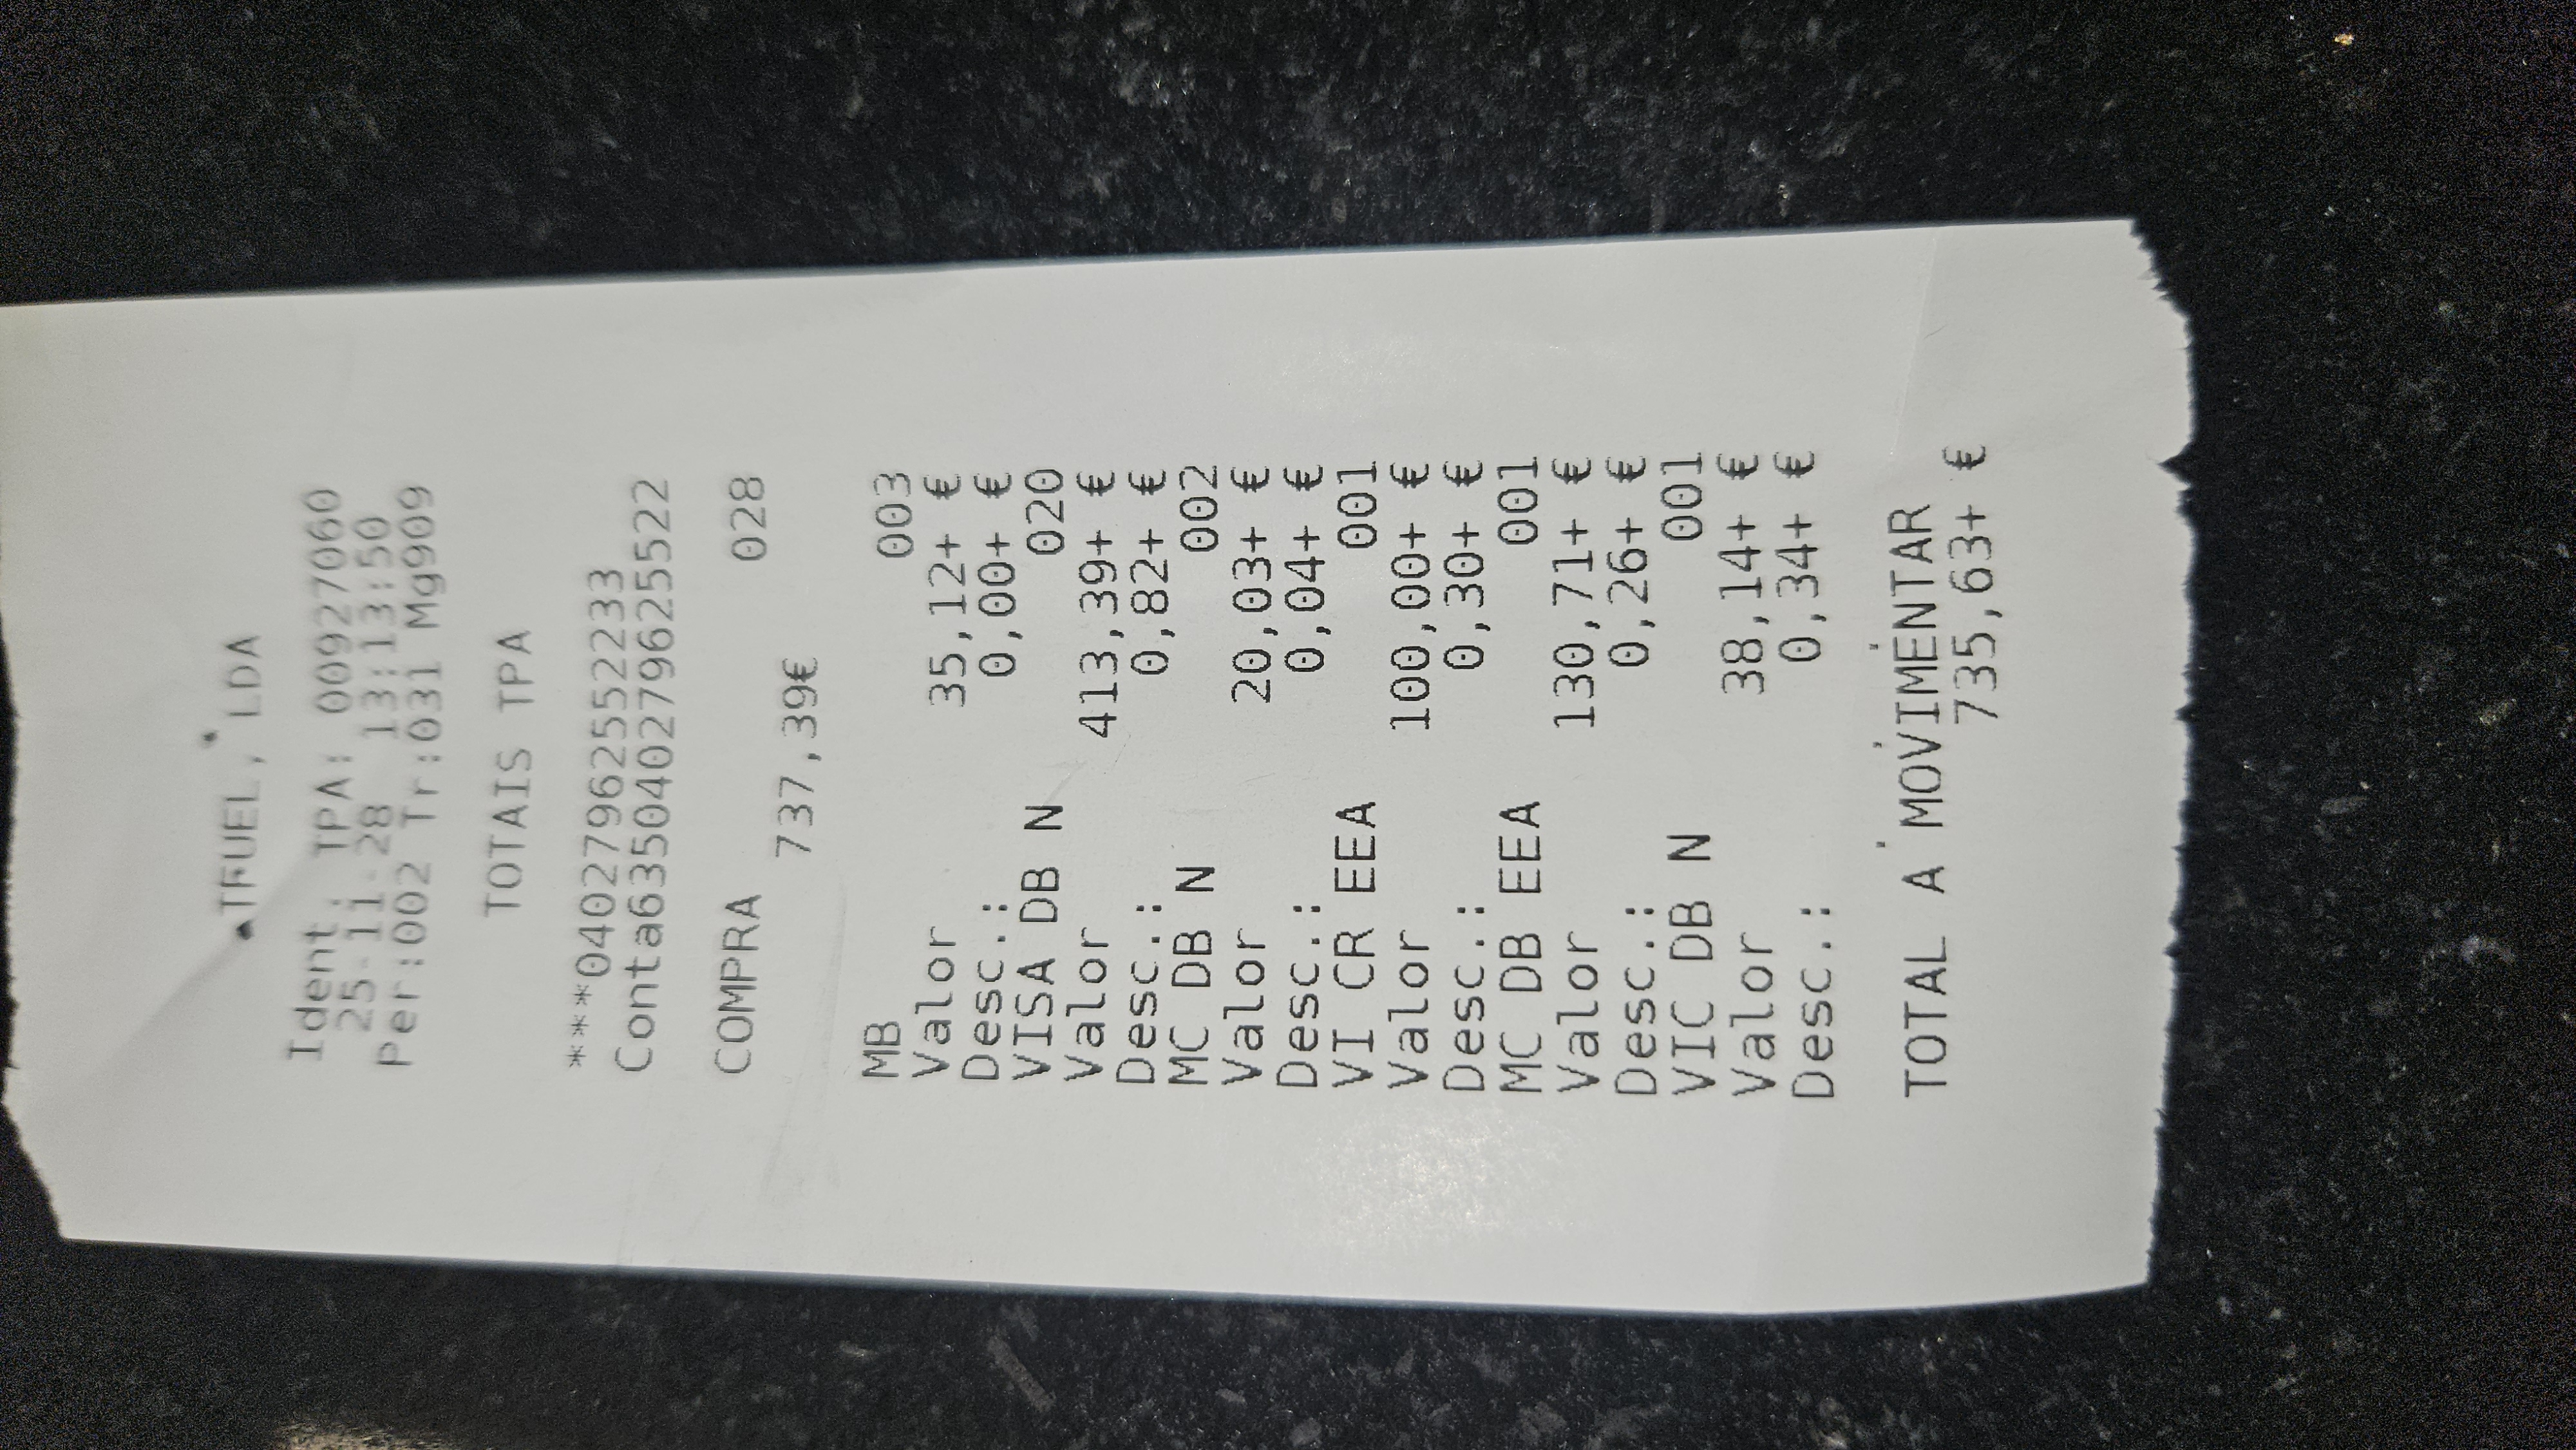 TFUEL, LDA
Ident. TPA: 00927060
25-11-28 13:13:50
Per:002 Tr:031 Mg909
TOTAIS TPA
***040279625552233
Conta635040279625522
COMPRA 028
737,39€
MB 003
Valor 35,12+ €
Desc.: 0,00+ €
VISA DB N 020
Valor 413,39+ €
Desc.: 0,82+ €
MC DB N 002
Valor 20,03+ €
Desc.: 0,04+ €
VI CR EEA 001
Valor 100,00+ €
Desc.: 0,30+ €
MC DB EEA 001
Valor 130,71+ €
Desc.: 0,26+ €
VIC DB N 001
Valor 38,14+ €
Desc.: 0,34+ €
TOTAL A MOVIMENTAR
735,63+ €